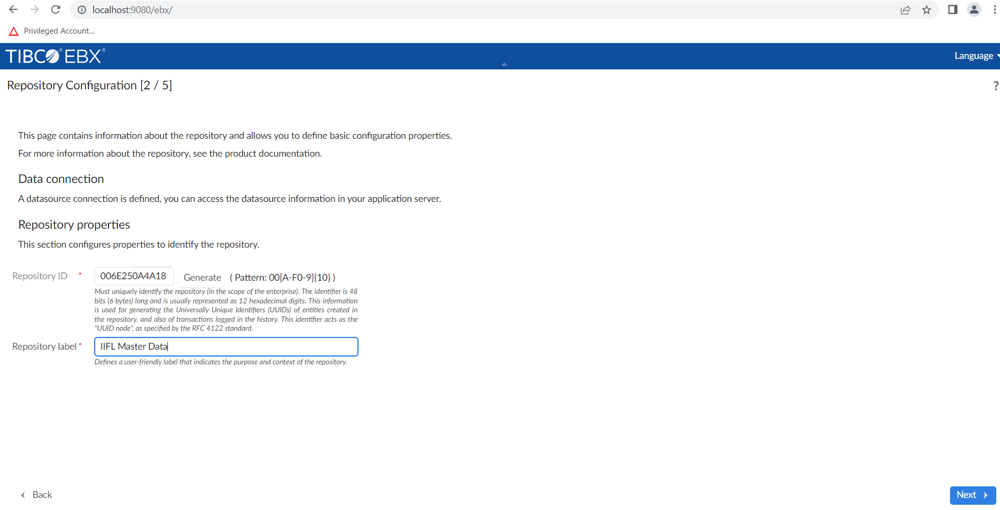 localhost:9080/ebx/
Privileged Account...
TIBCO® EBX®
Language
Repository Configuration [2 / 5]
?
This page contains information about the repository and allows you to define basic configuration properties.
For more information about the repository, see the product documentation.
Data connection
A datasource connection is defined, you can access the datasource information in your application server.
Repository properties
This section configures properties to identify the repository.
Repository ID * 006E250A4A18 Generate ( Pattern: 00[A-F0-9]{10} )
Must uniquely identify the repository (in the scope of the enterprise). The identifier is 48
bits (6 bytes) long and is usually represented as 12 hexadecimal digits. This information
is used for generating the Universally Unique Identifiers (UUIDs) of entities created in
the repository, and also of transactions logged in the history. This identifier acts as the
"UUID node", as specified by the RFC 4122 standard.
Repository label * IIFL Master Data
Defines a user-friendly label that indicates the purpose and context of the repository.
Back
Next